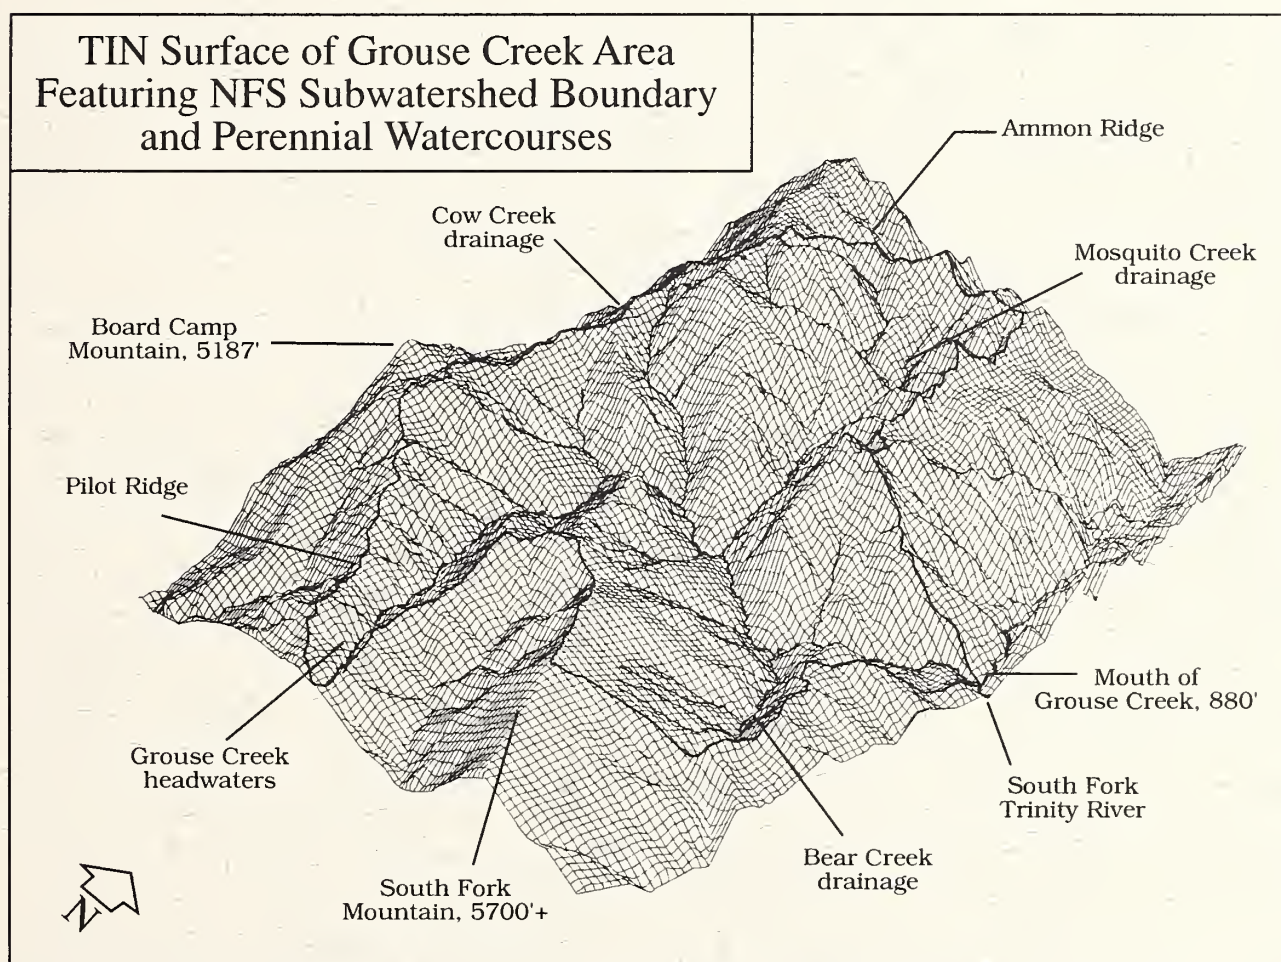 TIN Surface of Grouse Creek Area
Featuring NFS Subwatershed Boundary
and Perennial Watercourses
Ammon Ridge
Cow Creek
drainage
Mosquito Creek
drainage
Board Camp
Mountain, 5187'
Pilot Ridge
Mouth of
Grouse Creek, 880'
Grouse Creek
headwaters
South Fork
Trinity River
Bear Creek
drainage
South Fork
Mountain, 5700'+
N